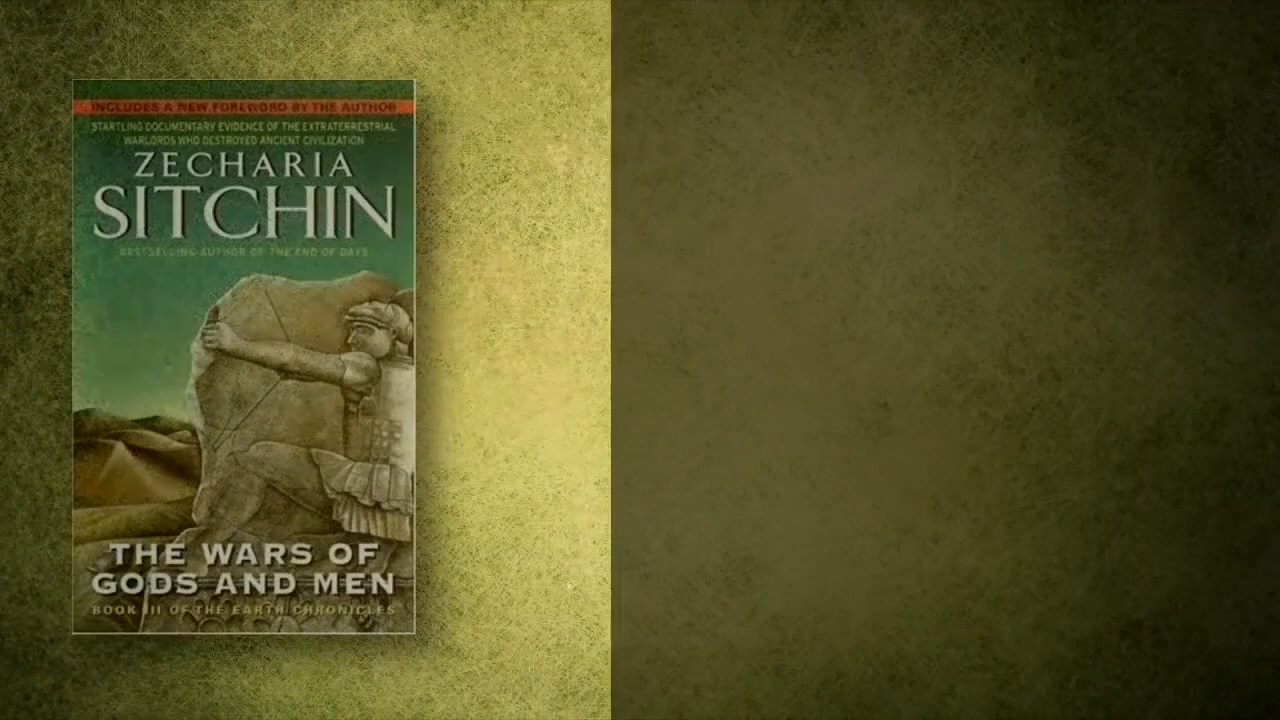 INCLUDES A NEW FOREWORD BY THE AUTHOR
STARTLING DOCUMENTARY EVIDENCE OF THE EXTRATERRESTRIAL
WARLORDS WHO DESTROYED ANCIENT CIVILIZATION
ZECHARIA
SITCHIN
BESTSELLING AUTHOR OF THE END OF DAYS
THE WARS OF
GODS AND MEN
BOOK III OF THE EARTH CHRONICLES